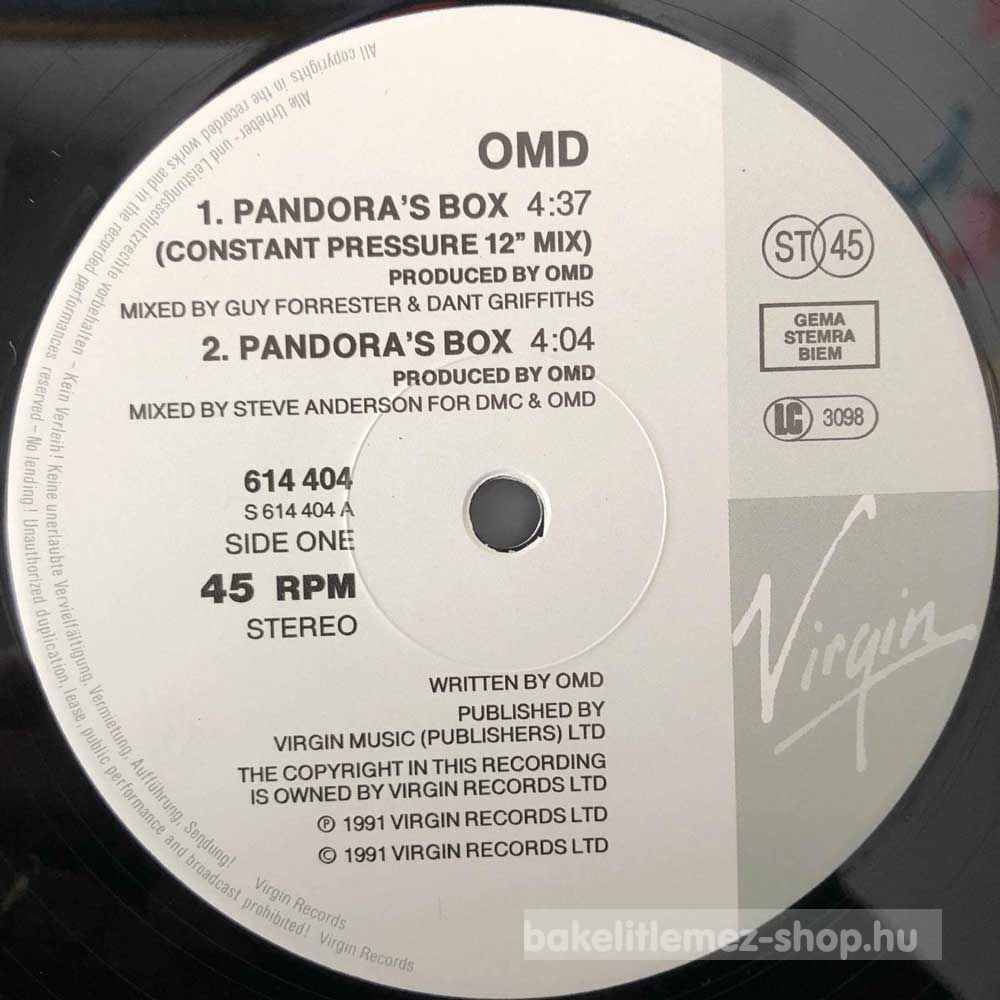 OMD
1. PANDORA'S BOX 4:37
(CONSTANT PRESSURE 12" MIX)
PRODUCED BY OMD
MIXED BY GUY FORRESTER & DANT GRIFFITHS
2. PANDORA'S BOX 4:04
PRODUCED BY OMD
MIXED BY STEVE ANDERSON FOR DMC & OMD
614 404
S 614 404 A
SIDE ONE
45 RPM
STEREO
WRITTEN BY OMD
PUBLISHED BY
VIRGIN MUSIC (PUBLISHERS) LTD
THE COPYRIGHT IN THIS RECORDING
IS OWNED BY VIRGIN RECORDS LTD
℗ 1991 VIRGIN RECORDS LTD
© 1991 VIRGIN RECORDS LTD
ST 45
GEMA
STEMRA
BIEM
LC 3098
Virgin
Alle Urheber- und Leistungsschutzrechte vorbehalten – Kein Verleih! Keine unerlaubte Vervielfältigung, Vermietung, Aufführung, Sendung! Virgin Records
All copyrights in the recorded works and in the recorded performances reserved – No lending! Unauthorized duplication, lease, public performance and broadcast prohibited! Virgin Records
bakelitlemez-shop.hu